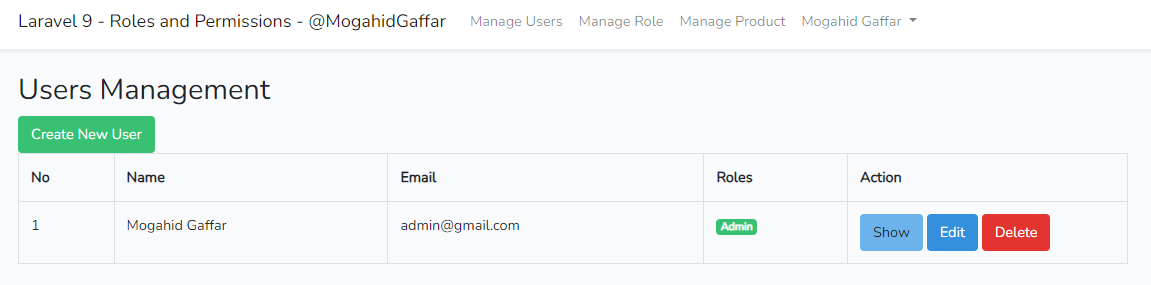 Laravel 9 - Roles and Permissions - @MogahidGaffar Manage Users Manage Role Manage Product Mogahid Gaffar
Users Management
Create New User
No Name Email Roles Action
1 Mogahid Gaffar admin@gmail.com Admin Show Edit Delete